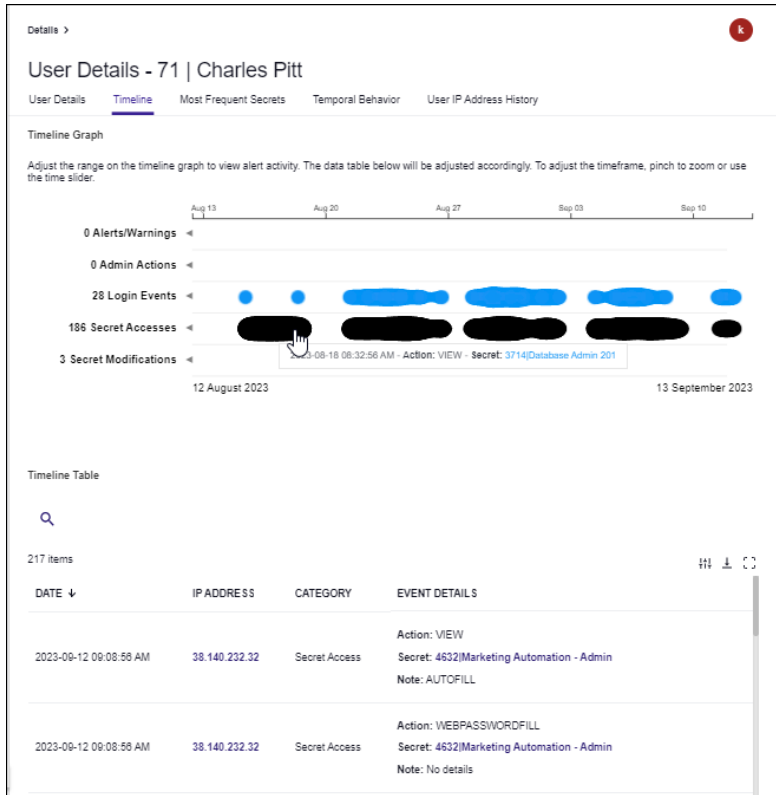 Details >
k
User Details - 71 | Charles Pitt
User Details Timeline Most Frequent Secrets Temporal Behavior User IP Address History
Timeline Graph
Adjust the range on the timeline graph to view alert activity. The data table below will be adjusted accordingly. To adjust the timeframe, pinch to zoom or use
the time slider.
Aug 13 Aug 20 Aug 27 Sep 03 Sep 10
0 Alerts/Warnings
0 Admin Actions
28 Login Events
186 Secret Accesses
-08-18 06:32:56 AM - Action: VIEW - Secret: 3714|Database Admin 201
3 Secret Modifications
12 August 2023 13 September 2023
Timeline Table
217 items
DATE ↓ IP ADDRESS CATEGORY EVENT DETAILS
Action: VIEW
2023-09-12 09:08:56 AM 38.140.232.32 Secret Access Secret: 4632|Marketing Automation - Admin
Note: AUTOFILL
Action: WEBPASSWORDFILL
2023-09-12 09:08:56 AM 38.140.232.32 Secret Access Secret: 4632|Marketing Automation - Admin
Note: No details